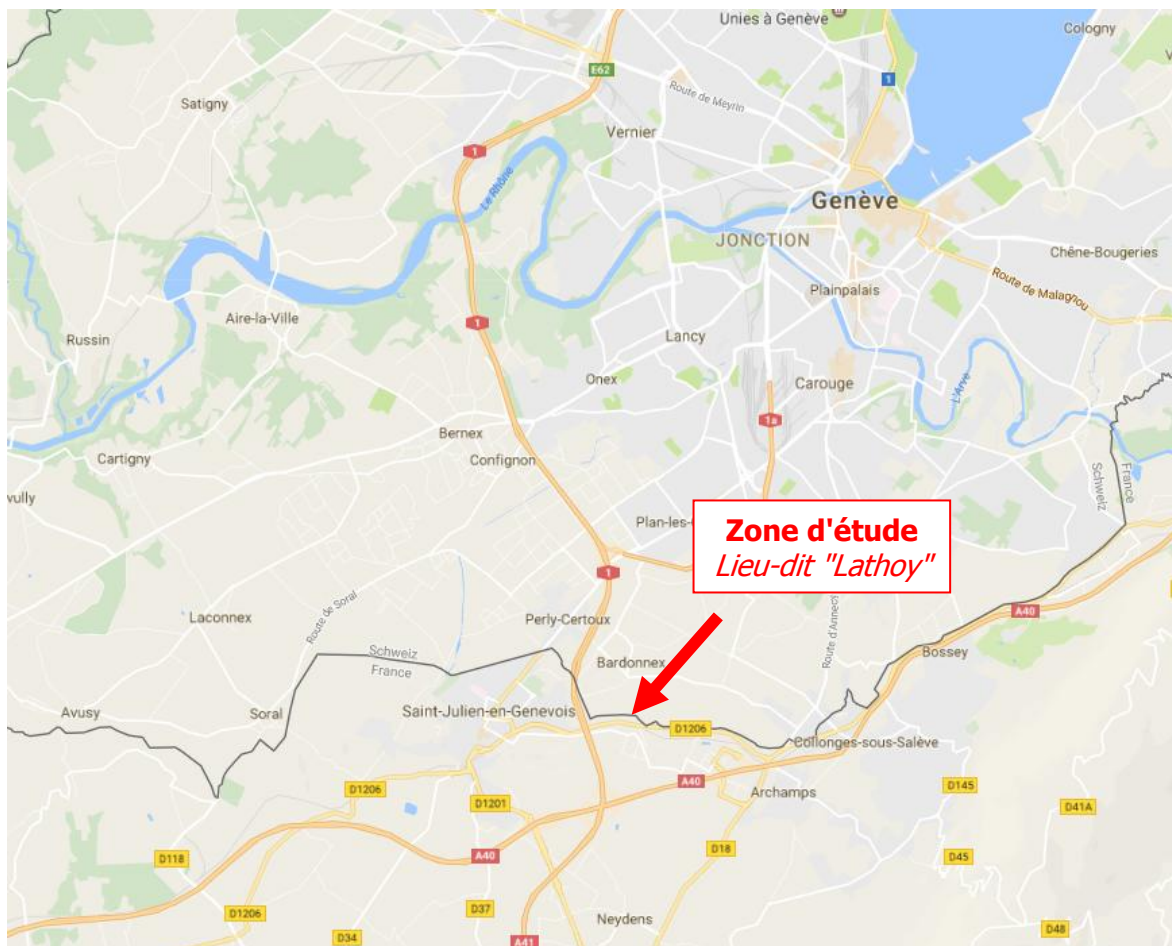 Unies à Genève
Cologny
E62
1
Satigny
Route de Meyrin
Vernier
1
Le Rhône
Genève
JONCTION
Chêne-Bougeries
Route de Malagnou
Plainpalais
Aire-la-Ville
1
Russin
Lancy
Onex
Carouge
L'Arve
1a
Bernex
Cartigny
Confignon
Schweiz
France
vully
Plan-les-
Zone d'étude
Lieu-dit "Lathoy"
1
Laconnex
Route de Soral
Perly-Certoux
Route d'Annecy
A40
Schweiz
France
Bardonnex
Bossey
Avusy
Soral
Saint-Julien-en-Genevois
D1206
Collonges-sous-Salève
A40
D1206
D1201
Archamps
D145
D41A
D118
A40
D18
D45
D1206
D37
Neydens
D34
A41
D48